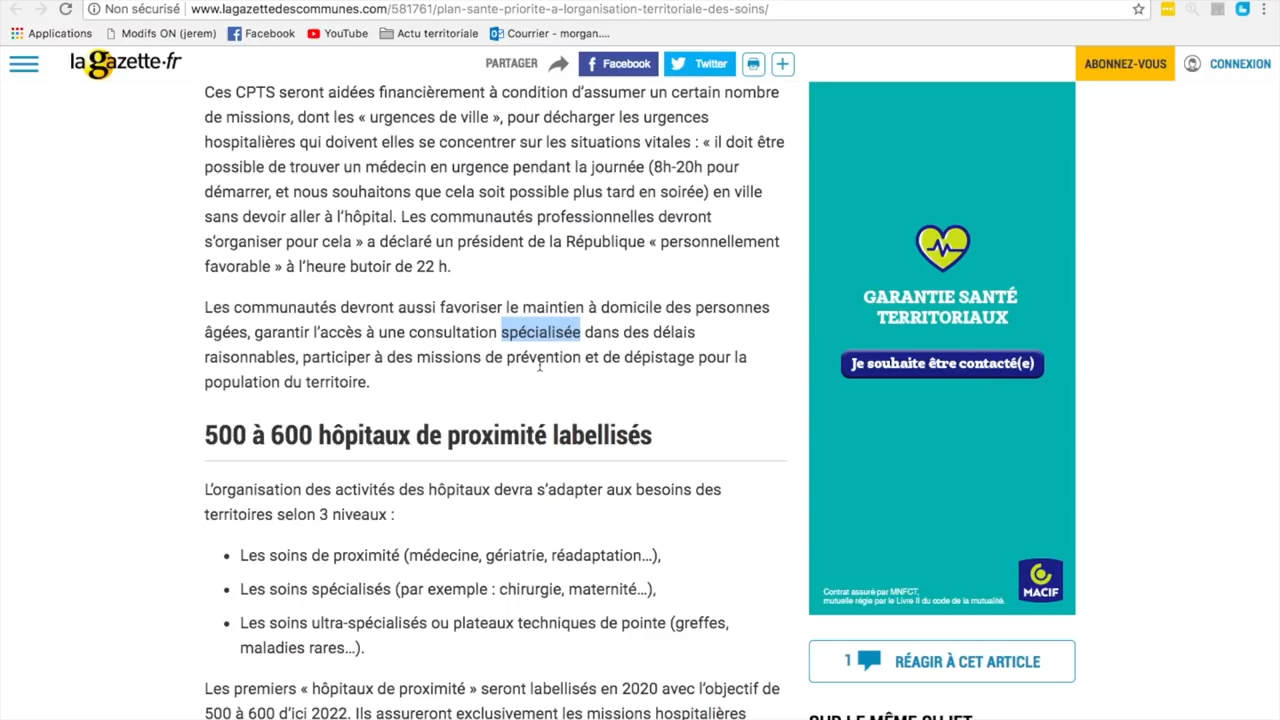 Non sécurisé | www.lagazettedescommunes.com/581761/plan-sante-priorite-a-lorganisation-territoriale-des-soins/
Applications Modifs ON (jerem) Facebook YouTube Actu territoriale Courrier - morgan....
la gazette.fr PARTAGER Facebook Twitter ABONNEZ-VOUS CONNEXION
Ces CPTS seront aidées financièrement à condition d’assumer un certain nombre
de missions, dont les « urgences de ville », pour décharger les urgences
hospitalières qui doivent elles se concentrer sur les situations vitales : « il doit être
possible de trouver un médecin en urgence pendant la journée (8h-20h pour
démarrer, et nous souhaitons que cela soit possible plus tard en soirée) en ville
sans devoir aller à l’hôpital. Les communautés professionnelles devront
s’organiser pour cela » a déclaré un président de la République « personnellement
favorable » à l’heure butoir de 22 h.
Les communautés devront aussi favoriser le maintien à domicile des personnes
âgées, garantir l’accès à une consultation spécialisée dans des délais
raisonnables, participer à des missions de prévention et de dépistage pour la
population du territoire.
500 à 600 hôpitaux de proximité labellisés
L’organisation des activités des hôpitaux devra s’adapter aux besoins des
territoires selon 3 niveaux :
• Les soins de proximité (médecine, gériatrie, réadaptation…),
• Les soins spécialisés (par exemple : chirurgie, maternité…),
• Les soins ultra-spécialisés ou plateaux techniques de pointe (greffes,
maladies rares…).
Les premiers « hôpitaux de proximité » seront labellisés en 2020 avec l’objectif de
500 à 600 d’ici 2022. Ils assureront exclusivement les missions hospitalières
GARANTIE SANTÉ
TERRITORIAUX
Je souhaite être contacté(e)
Contrat assuré par MNFCT,
mutuelle régie par le Livre II du code de la mutualité.
MACIF
1 RÉAGIR À CET ARTICLE
SUR LE MÊME SUJET